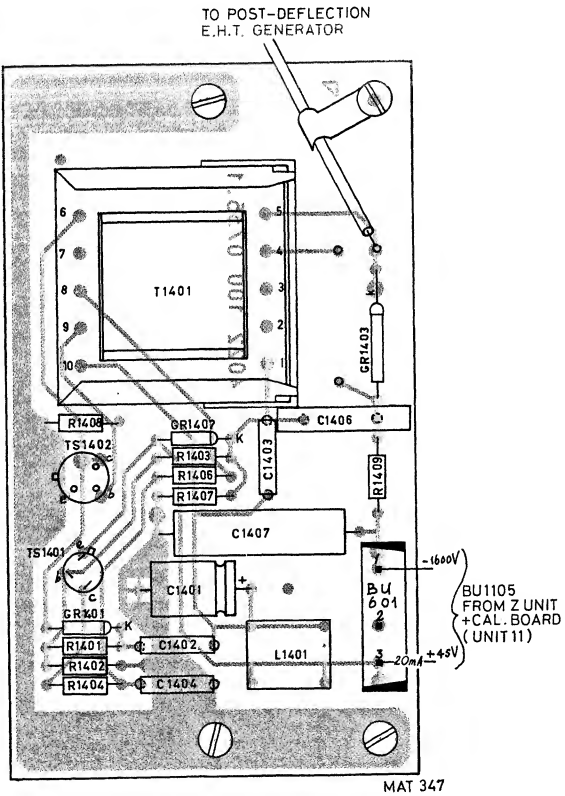 TO POST-DEFLECTION
E.H.T. GENERATOR
6
5
7
4
8
T1401
3
9
2
10
1
K
GR1403
R1408
GR1407
K
C1406
TS1402
R1403
C1403
c
R1406
R1409
e
b
R1407
C1407
TS1401
e
b
c
C1401
+
1
-1600V
BU
601
BU1105
FROM Z UNIT
+CAL. BOARD
(UNIT 11)
2
GR1401
K
R1401
C1402
L1401
3
20mA
+45V
R1402
R1404
C1404
MAT 347